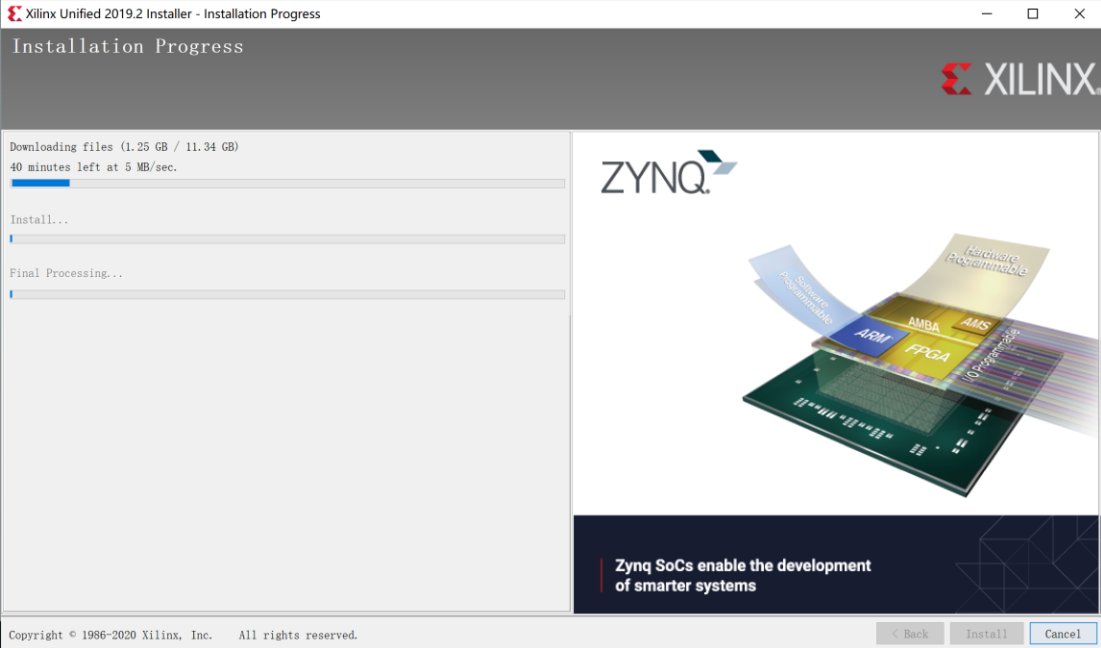 Xilinx Unified 2019.2 Installer - Installation Progress
Installation Progress
XILINX®
Downloading files (1.25 GB / 11.34 GB)
40 minutes left at 5 MB/sec.
Install...
Final Processing...
ZYNQ®
Hardware
Programmable
Software
Programmable
AMBA
AMS
ARM
FPGA
I/O Programmable
Zynq SoCs enable the development
of smarter systems
Copyright © 1986-2020 Xilinx, Inc. All rights reserved.
< Back
Install
Cancel